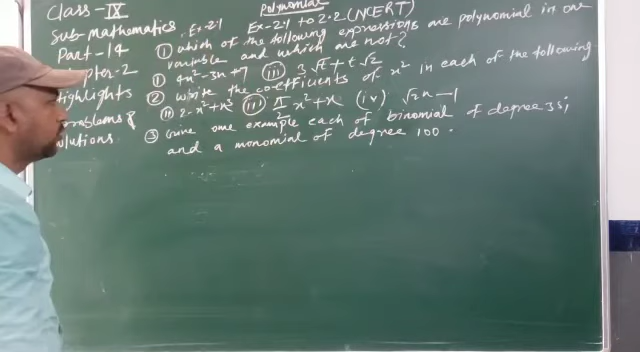 Class - IX
Polynomial
Sub - Mathematics. Ex-2.1 Ex-2.1 to 2.2 (NCERT)
Part - 14
① Which of the following expressions are polynomial in one
variable and which are not?
① 4x²-3x+7 (iii) 3√t + t√2
Highlights
② Write the co-efficients of x² in each of the following
(ii) 2-x²+x³ (iii) π/2 x²+x (iv) √2x-1
Problems &
③ Give one example each of binomial of degree 35,
Solutions
and a monomial of degree 100.